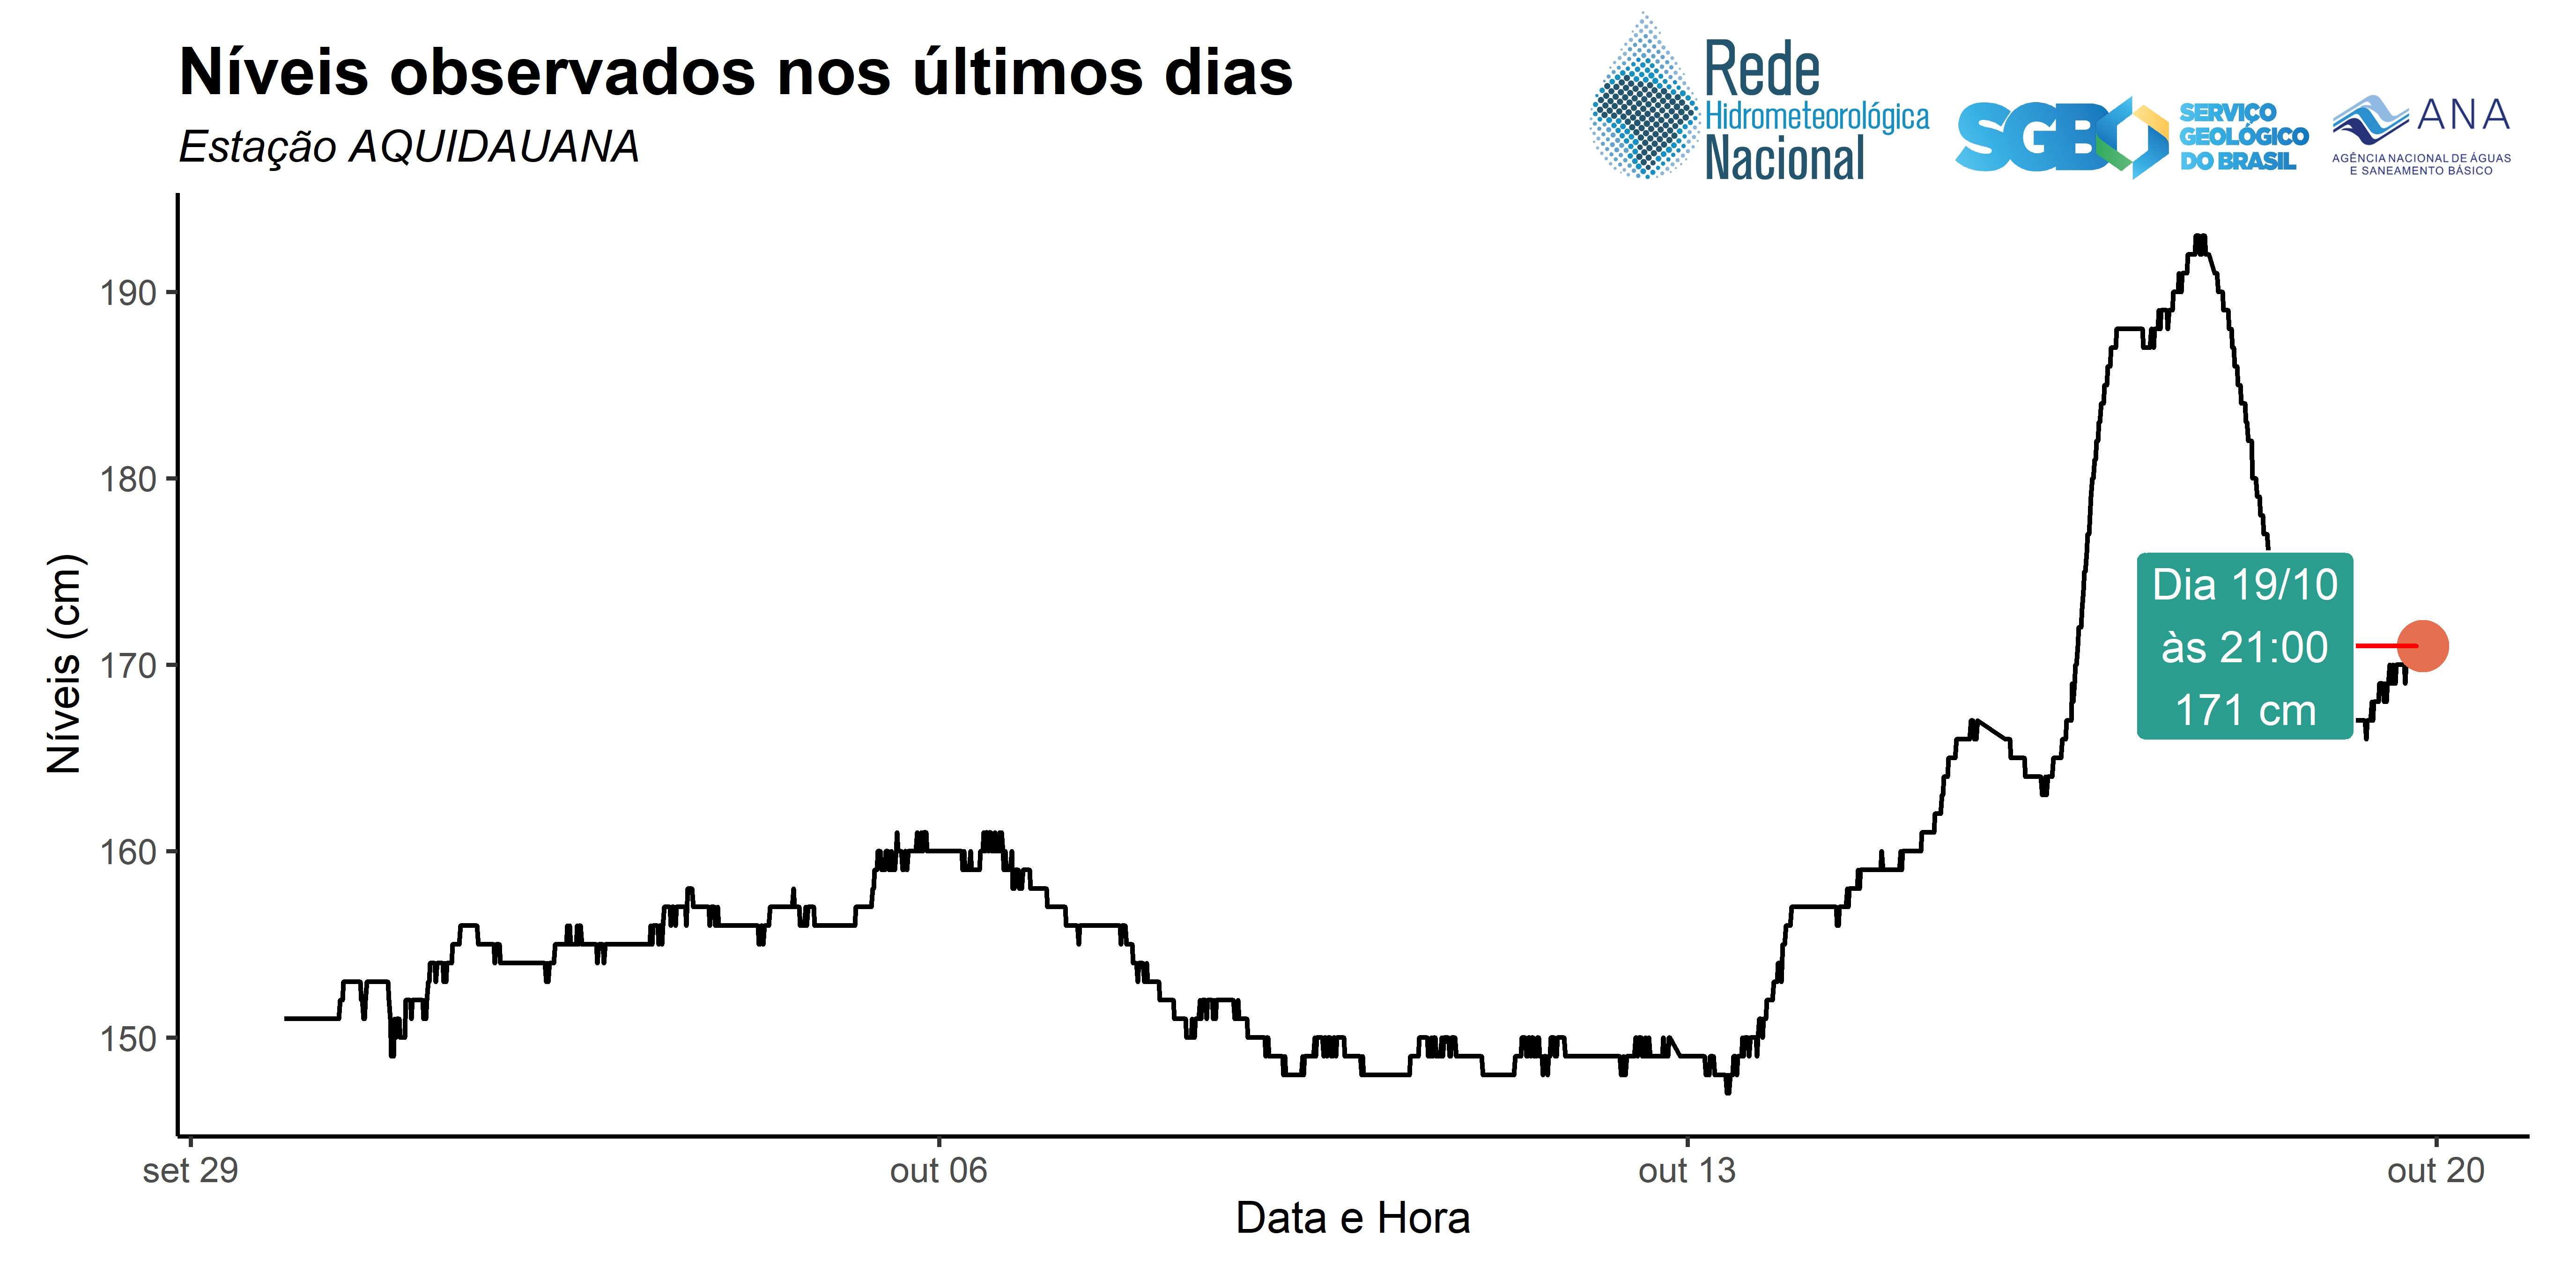 Níveis observados nos últimos dias
Estação AQUIDAUANA
Rede
Hidrometeorológica
Nacional
SGB
SERVIÇO
GEOLÓGICO
DO BRASIL
ANA
AGÊNCIA NACIONAL DE ÁGUAS
E SANEAMENTO BÁSICO
Níveis (cm)
190
180
170
160
150
Dia 19/10
às 21:00
171 cm
set 29
out 06
out 13
out 20
Data e Hora